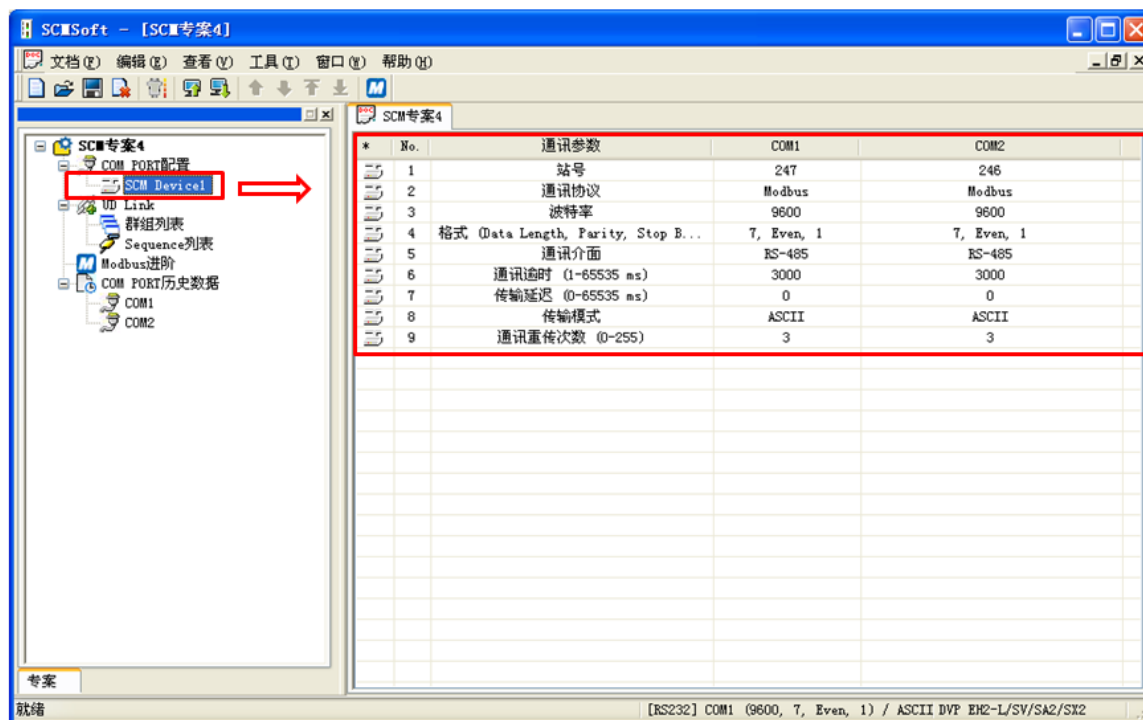 SCMSoft - [SCM专案4]
文档(F) 编辑(E) 查看(V) 工具(T) 窗口(W) 帮助(H)
SCM专案4
SCM专案4
COM PORT配置
SCM Device1
UD Link
群组列表
Sequence列表
Modbus进阶
COM PORT历史数据
COM1
COM2
* No. 通讯参数 COM1 COM2
1 站号 247 246
2 通讯协议 Modbus Modbus
3 波特率 9600 9600
4 格式 (Data Length, Parity, Stop B... 7, Even, 1 7, Even, 1
5 通讯介面 RS-485 RS-485
6 通讯逾时 (1-65535 ms) 3000 3000
7 传输延迟 (0-65535 ms) 0 0
8 传输模式 ASCII ASCII
9 通讯重传次数 (0-255) 3 3
专案
就绪 [RS232] COM1 (9600, 7, Even, 1) / ASCII DVP EH2-L/SV/SA2/SX2